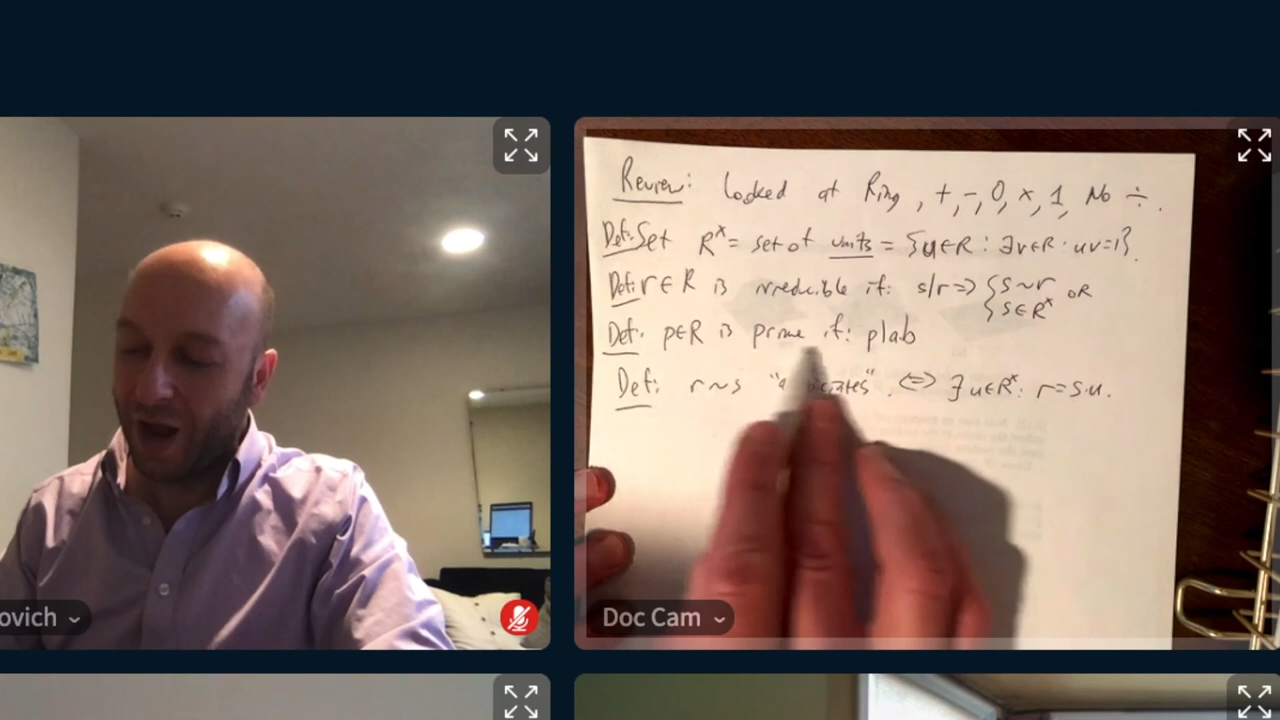 Review: Looked at Ring, +, -, 0, ×, 1, No ÷.
Def: Set R^× = set of units = {u∈R : ∃v∈R · uv=1}.
Def: r∈R is irreducible if: s/r => { s~r OR
s∈R^×
Def: p∈R is prime if: p|ab
Def: r~s . <=> ∃u∈R^×: r=s·u.
ovich
Doc Cam